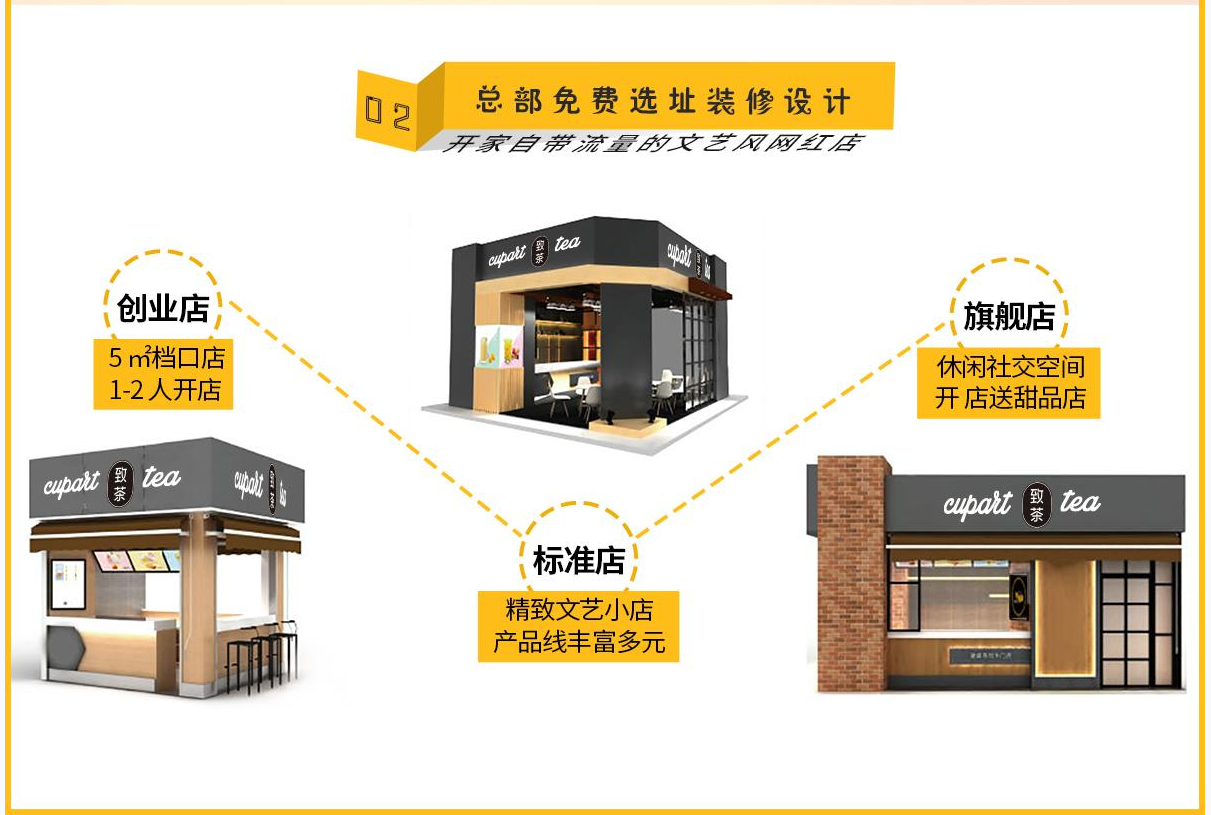 02
总部免费选址装修设计
开家自带流量的文艺风网红店
cupart 致茶 tea
cupart 致茶 tea
创业店
5㎡档口店
1-2人开店
旗舰店
休闲社交空间
开 店送甜品店
cupart 致茶 tea
cupart 致茶 tea
cupart 致茶 tea
标准店
精致文艺小店
产品线丰富多元